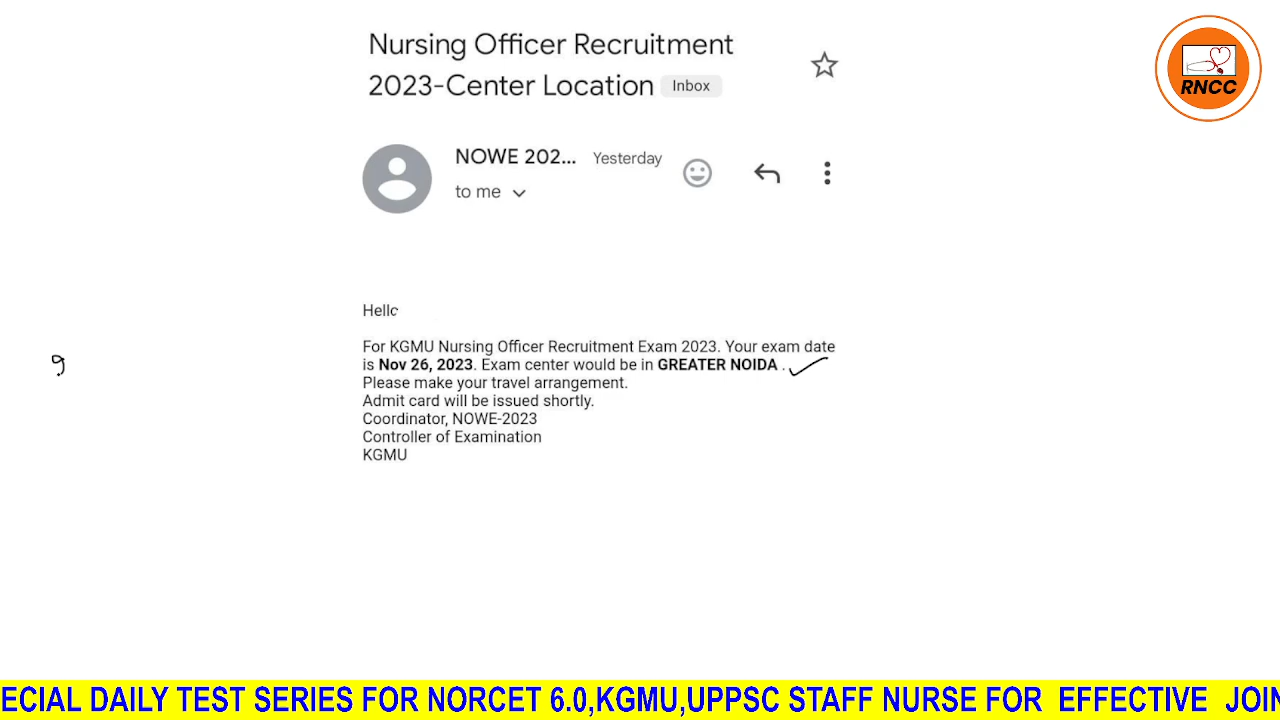 Nursing Officer Recruitment
2023-Center Location Inbox
RNCC
NOWE 202... Yesterday
to me
Hello
For KGMU Nursing Officer Recruitment Exam 2023. Your exam date
is Nov 26, 2023. Exam center would be in GREATER NOIDA .
Please make your travel arrangement.
Admit card will be issued shortly.
Coordinator, NOWE-2023
Controller of Examination
KGMU
ECIAL DAILY TEST SERIES FOR NORCET 6.0,KGMU,UPPSC STAFF NURSE FOR EFFECTIVE JOIN